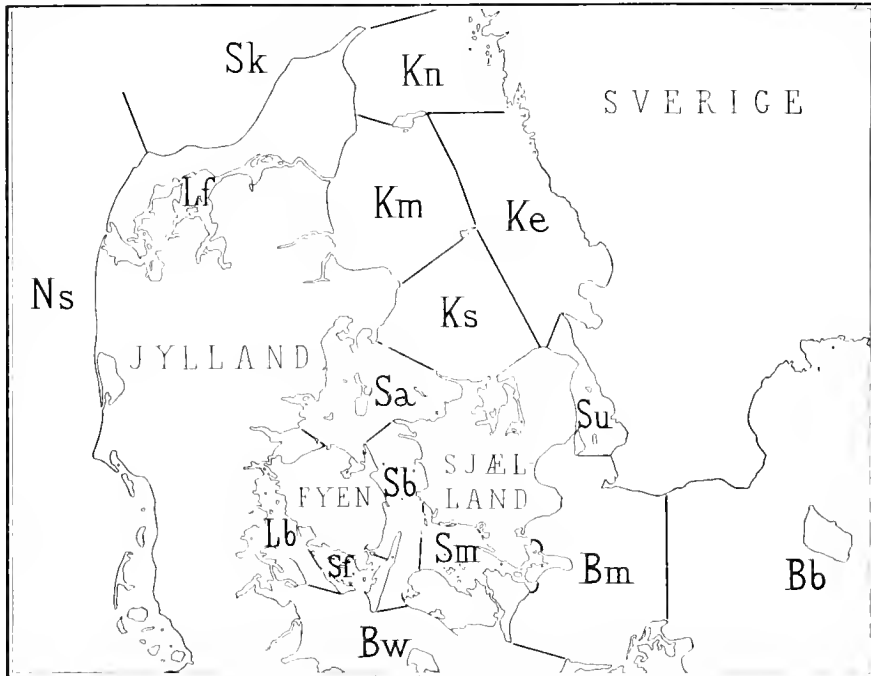 Sk
Kn
SVERIGE
Lf
Km
Ke
Ns
Ks
JYLLAND
Sa
Su
Sb
SJÆL
LAND
FYEN
Lb
Sf
Sm
Bm
Bb
Bw